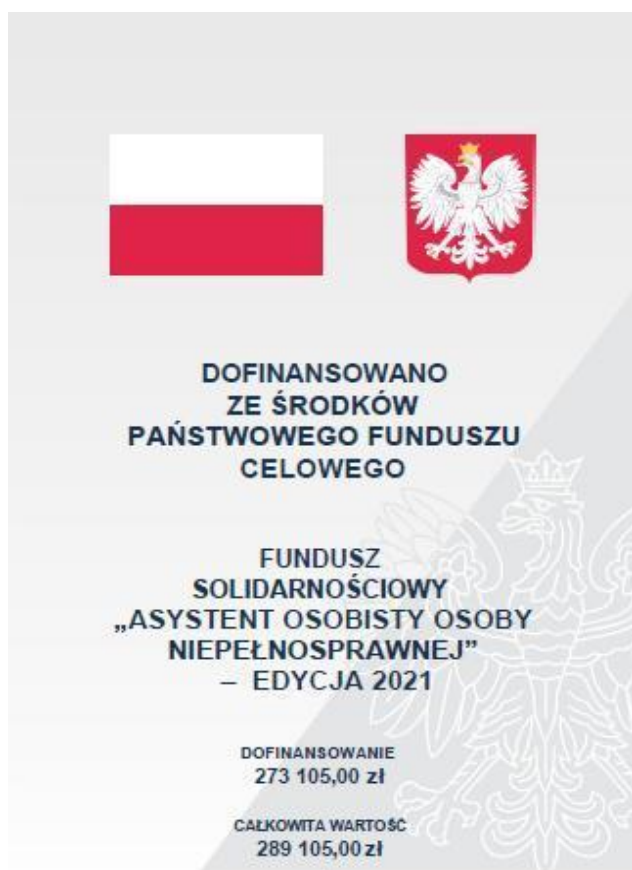 DOFINANSOWANO
ZE ŚRODKÓW
PAŃSTWOWEGO FUNDUSZU
CELOWEGO
FUNDUSZ
SOLIDARNOŚCIOWY
„ASYSTENT OSOBISTY OSOBY
NIEPEŁNOSPRAWNEJ”
– EDYCJA 2021
DOFINANSOWANIE
273 105,00 zł
CAŁKOWITA WARTOŚĆ
289 105,00 zł